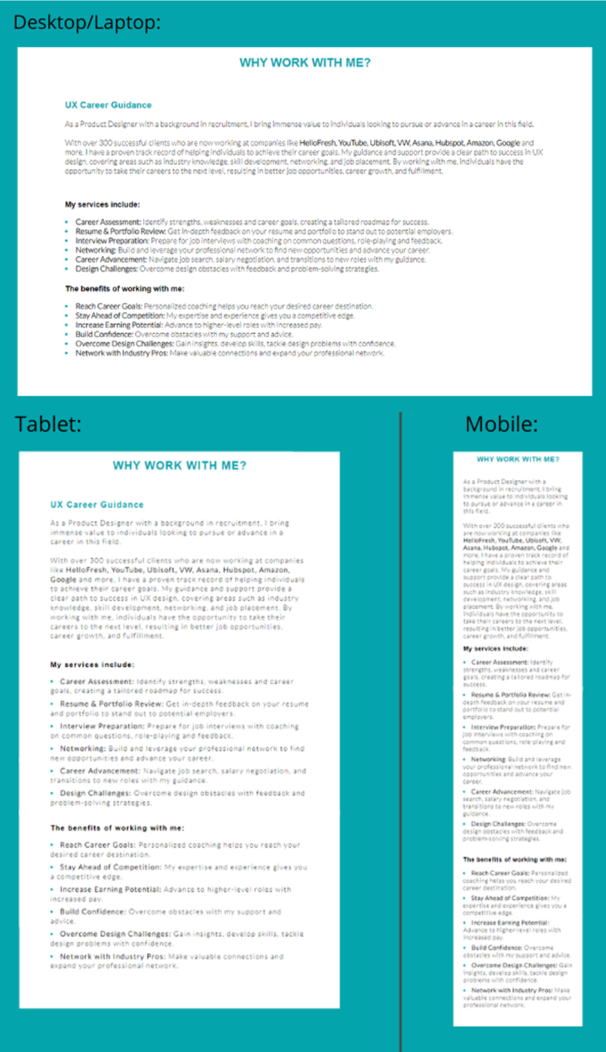 Desktop/Laptop:
WHY WORK WITH ME?
UX Career Guidance
As a Product Designer with a background in recruitment, I bring immense value to individuals looking to pursue or advance in a career in this field.
With over 300 successful clients who are now working at companies like HelloFresh, YouTube, Ubisoft, VW, Asana, Hubspot, Amazon, Google and
more, I have a proven track record of helping individuals to achieve their career goals. My guidance and support provide a clear path to success in UX
design, covering areas such as industry knowledge, skill development, networking, and job placement. By working with me, individuals have the
opportunity to take their careers to the next level, resulting in better job opportunities, career growth, and fulfilment.
My services include:
• Career Assessment: Identify strengths, weaknesses and career goals, creating a tailored roadmap for success.
• Resume & Portfolio Review: Get in-depth feedback on your resume and portfolio to stand out to potential employers.
• Interview Preparation: Prepare for job interviews with coaching on common questions, role-playing and feedback.
• Networking: Build and leverage your professional network to find new opportunities and advance your career.
• Career Advancement: Navigate job search, salary negotiation, and transitions to new roles with my guidance.
• Design Challenges: Overcome design obstacles with feedback and problem-solving strategies.
The benefits of working with me:
• Reach Career Goals: Personalized coaching helps you reach your desired career destination.
• Stay Ahead of Competition: My expertise and experience gives you a competitive edge.
• Increase Earning Potential: Advance to higher-level roles with increased pay.
• Build Confidence: Overcome obstacles with my support and advice.
• Overcome Design Challenges: Gain insights, develop skills, tackle design problems with confidence.
• Network with Industry Pros: Make valuable connections and expand your professional network.
Tablet:
WHY WORK WITH ME?
UX Career Guidance
As a Product Designer with a background in recruitment, I bring
immense value to individuals looking to pursue or advance in a
career in this field.
With over 300 successful clients who are now working at companies
like HelloFresh, YouTube, Ubisoft, VW, Asana, Hubspot, Amazon,
Google and more, I have a proven track record of helping individuals
to achieve their career goals. My guidance and support provide a
clear path to success in UX design, covering areas such as industry
knowledge, skill development, networking, and job placement. By
working with me, individuals have the opportunity to take their
careers to the next level, resulting in better job opportunities,
career growth, and fulfillment.
My services include:
• Career Assessment: Identify strengths, weaknesses and career
goals, creating a tailored roadmap for success.
• Resume & Portfolio Review: Get in-depth feedback on your resume
and portfolio to stand out to potential employers.
• Interview Preparation: Prepare for job interviews with coaching
on common questions, role-playing & feedback.
• Networking: Build and leverage your professional network to find
new opportunities and advance your career.
• Career Advancement: Navigate job search, salary negotiation, and
transitions to new roles with my guidance.
• Design Challenges: Overcome design obstacles with feedback and
problem-solving strategies.
The benefits of working with me:
• Reach Career Goals: Personalized coaching helps you reach your
desired career destination.
• Stay Ahead of Competition: My expertise and experience gives you
a competitive edge.
• Increase Earning Potential: Advance to higher-level roles with
increased pay.
• Build Confidence: Overcome obstacles with my support and
advice.
• Overcome Design Challenges: Gain insights, develop skills, tackle
design problems with confidence.
• Network with Industry Pros: Make valuable connections and
expand your professional network.
Mobile:
WHY WORK WITH ME?
As a Product Designer with a
background in recruitment, I bring
immense value to individuals
looking to pursue or advance in a
career in this field.
With over 300 successful clients who
are now working at companies like
HelloFresh, YouTube, Ubisoft, VW,
Asana, Hubspot, Amazon, Google and
more, I have a proven track record of
helping individuals to achieve their
career goals. My guidance and
support provide a clear path to
success in UX design, covering areas
such as industry knowledge, skill
development, networking, and job
placement. By working with me,
individuals have the opportunity to
take their careers to the next level,
resulting in better job opportunities,
career growth, and fulfilment.
My services include:
• Career Assessment: Identify
strengths, weaknesses and career
goals, creating a tailored roadmap for
success.
• Resume & Portfolio Review: Get in-
depth feedback on your resume and
portfolio to stand out to potential
employers.
• Interview Preparation: Prepare for
job interviews with coaching on
common questions, role playing and
feedback.
• Networking: Build and leverage
your professional network to find new
opportunities and advance your
career.
• Career Advancement: Navigate job
search, salary negotiation, and
transitions to new roles with my
guidance.
• Design Challenges: Overcome
design obstacles with feedback and
problem-solving strategies.
The benefits of working with me:
• Reach Career Goals: Personalized
coaching helps you reach your desired
career destination.
• Stay Ahead of Competition: My
expertise and experience gives you a
competitive edge.
• Increase Earning Potential:
Advance to higher-level roles with
increased pay.
• Build Confidence: Overcome
obstacles with my support and advice.
• Overcome Design Challenges: Gain
insights, develop skills, tackle design
problems with confidence.
• Network with Industry Pros: Make
valuable connections and expand your
professional network.